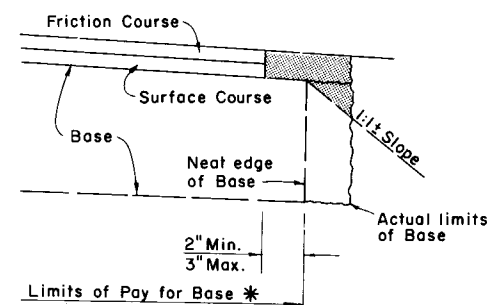 Friction Course
Surface Course
Base
1:1± Slope
Neat edge
of Base
Actual limits
of Base
2" Min.
3" Max.
Limits of Pay for Base *